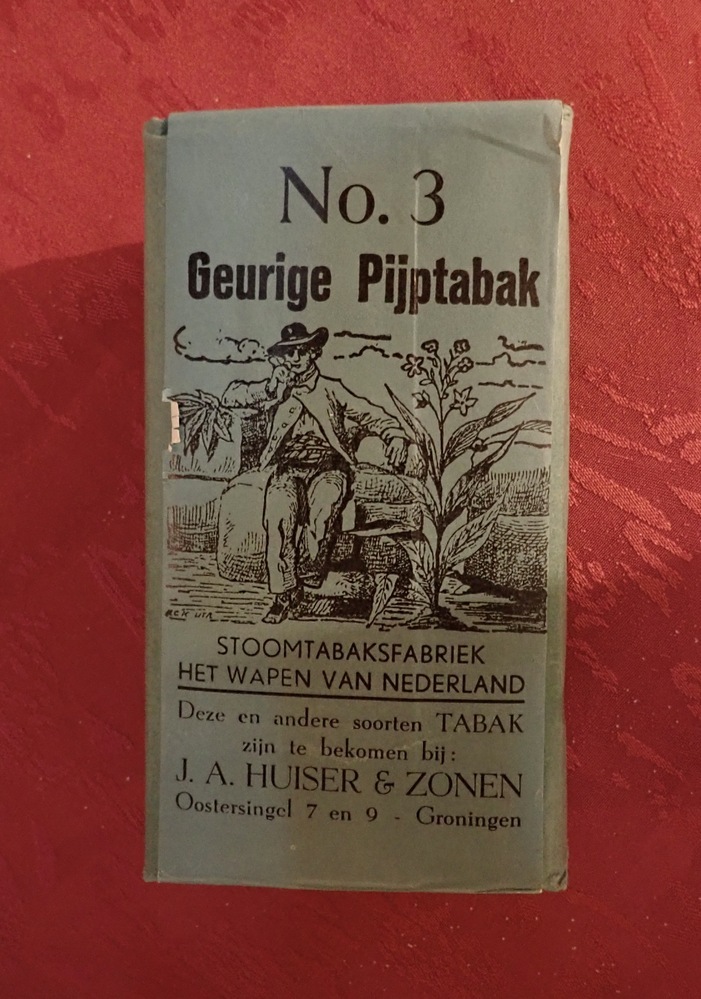 No. 3
Geurige Pijptabak
STOOMTABAKSFABRIEK
HET WAPEN VAN NEDERLAND
Deze en andere soorten TABAK
zijn te bekomen bij:
J. A. HUISER & ZONEN
Oostersingel 7 en 9 - Groningen